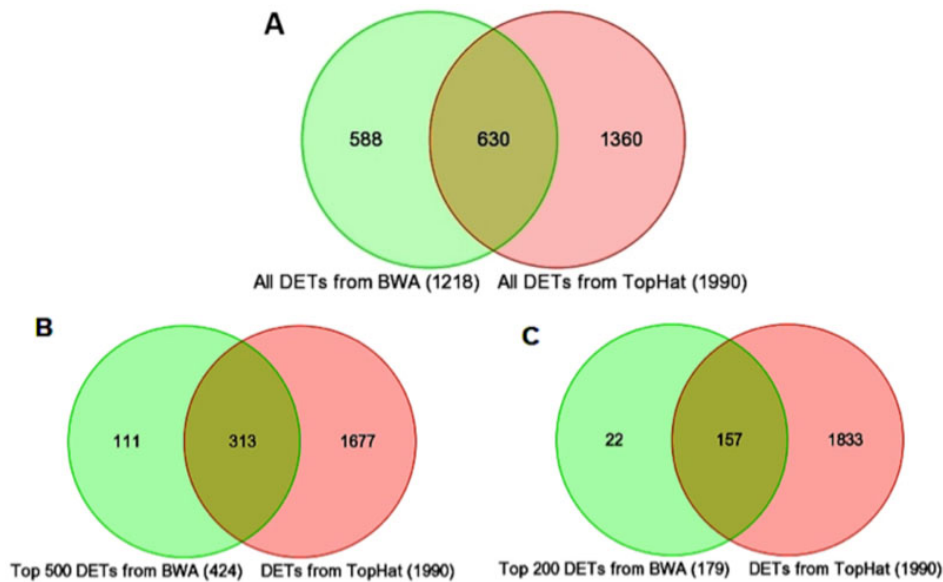 A
588 630 1360
All DETs from BWA (1218) All DETs from TopHat (1990)
B
111 313 1677
Top 500 DETs from BWA (424) DETs from TopHat (1990)
C
22 157 1833
Top 200 DETs from BWA (179) DETs from TopHat (1990)